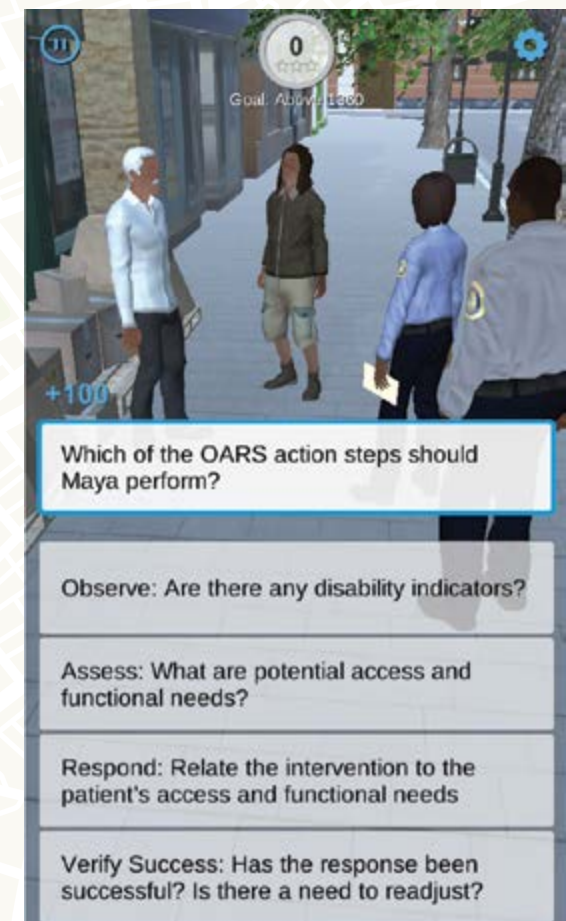 0
Goal: Above 1360
+100
Which of the OARS action steps should
Maya perform?
Observe: Are there any disability indicators?
Assess: What are potential access and
functional needs?
Respond: Relate the intervention to the
patient's access and functional needs
Verify Success: Has the response been
successful? Is there a need to readjust?